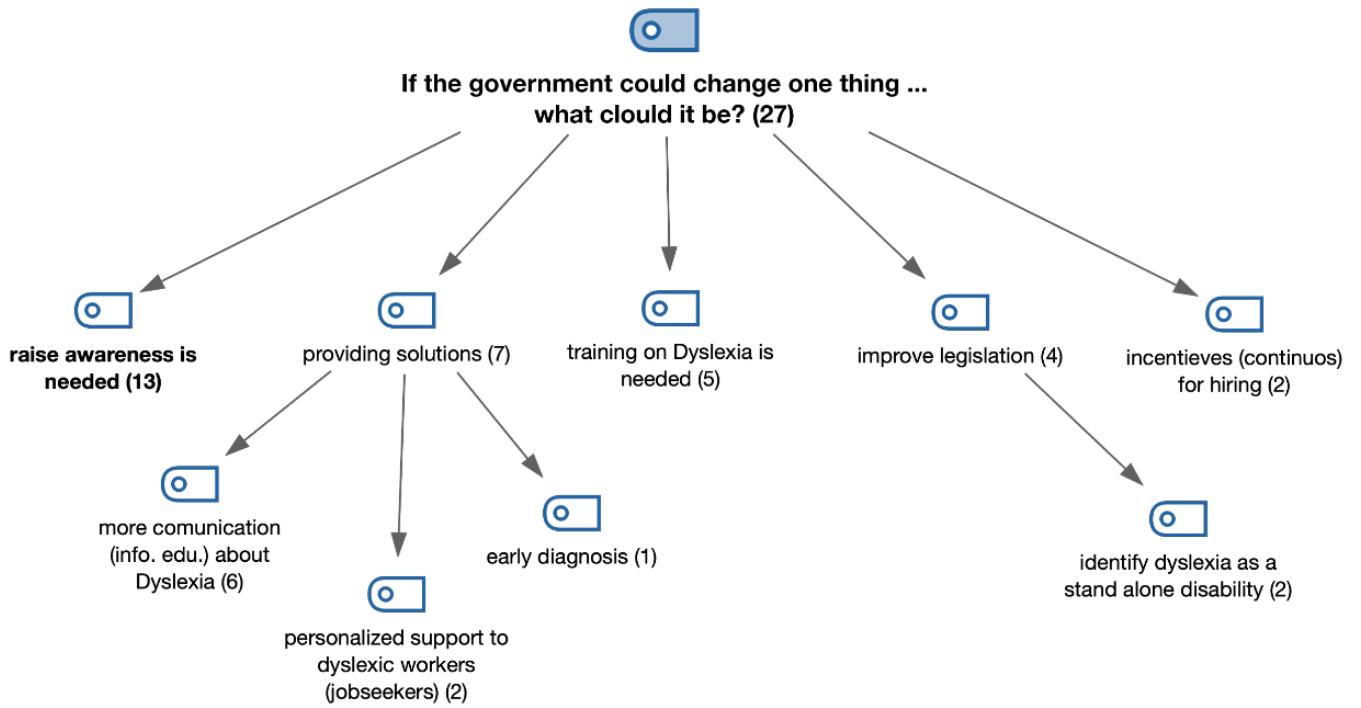 If the government could change one thing ...
what clould it be? (27)
raise awareness is
needed (13)
providing solutions (7)
training on Dyslexia is
needed (5)
improve legislation (4)
incentieves (continuos)
for hiring (2)
more comunication
(info. edu.) about
Dyslexia (6)
personalized support to
dyslexic workers
(jobseekers) (2)
early diagnosis (1)
identify dyslexia as a
stand alone disability (2)